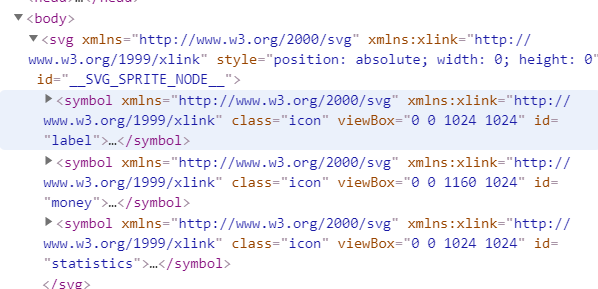 <head>…</head>
<body>
<svg xmlns="http://www.w3.org/2000/svg" xmlns:xlink="http://
www.w3.org/1999/xlink" style="position: absolute; width: 0; height: 0"
id="__SVG_SPRITE_NODE__">
<symbol xmlns="http://www.w3.org/2000/svg" xmlns:xlink="http://
www.w3.org/1999/xlink" class="icon" viewBox="0 0 1024 1024" id=
"label">…</symbol>
<symbol xmlns="http://www.w3.org/2000/svg" xmlns:xlink="http://
www.w3.org/1999/xlink" class="icon" viewBox="0 0 1160 1024" id=
"money">…</symbol>
<symbol xmlns="http://www.w3.org/2000/svg" xmlns:xlink="http://
www.w3.org/1999/xlink" class="icon" viewBox="0 0 1024 1024" id=
"statistics">…</symbol>
</svg>